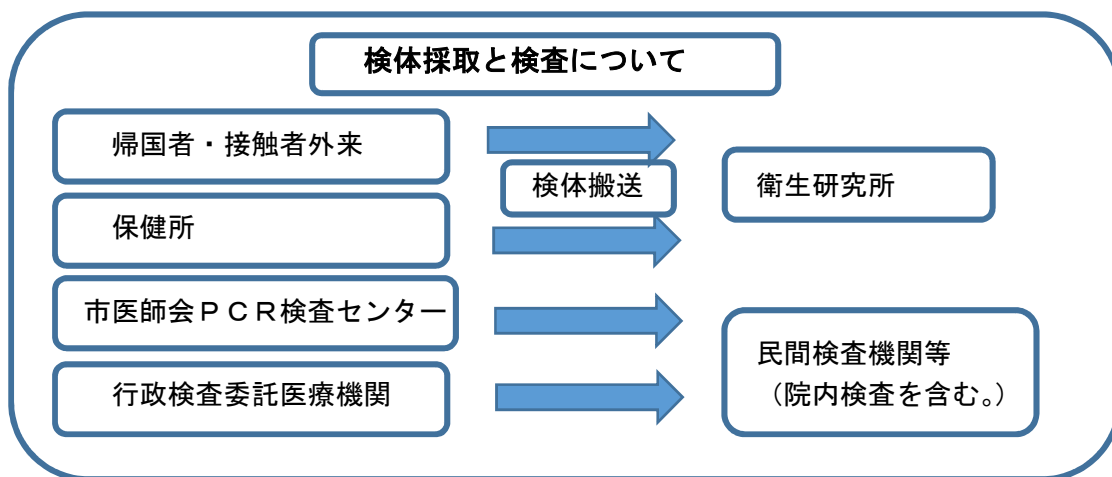 検体採取と検査について
帰国者・接触者外来
検体搬送
衛生研究所
保健所
市医師会ＰＣＲ検査センター
民間検査機関等
（院内検査を含む。）
行政検査委託医療機関